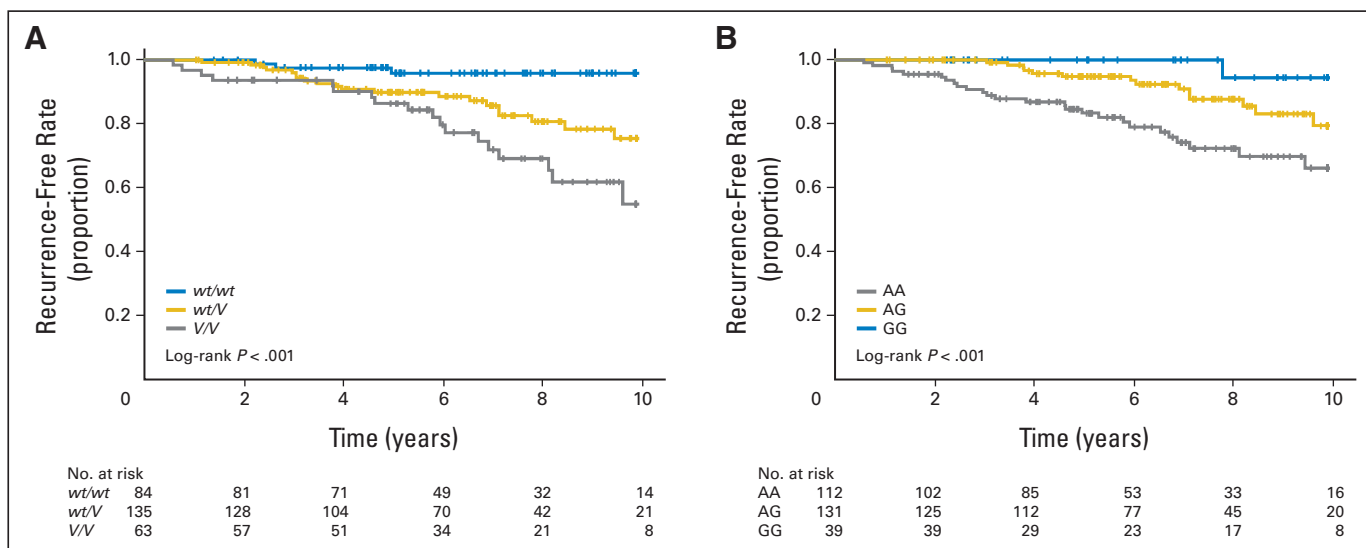 A
Recurrence-Free Rate
(proportion)
1.0
0.8
0.6
0.4
0.2
0
wt/wt
wt/V
V/V
Log-rank P < .001
2 4 6 8 10
Time (years)
No. at risk
wt/wt 84 81 71 49 32 14
wt/V 135 128 104 70 42 21
V/V 63 57 51 34 21 8
B
Recurrence-Free Rate
(proportion)
1.0
0.8
0.6
0.4
0.2
0
AA
AG
GG
Log-rank P < .001
2 4 6 8 10
Time (years)
No. at risk
AA 112 102 85 53 33 16
AG 131 125 112 77 45 20
GG 39 39 29 23 17 8